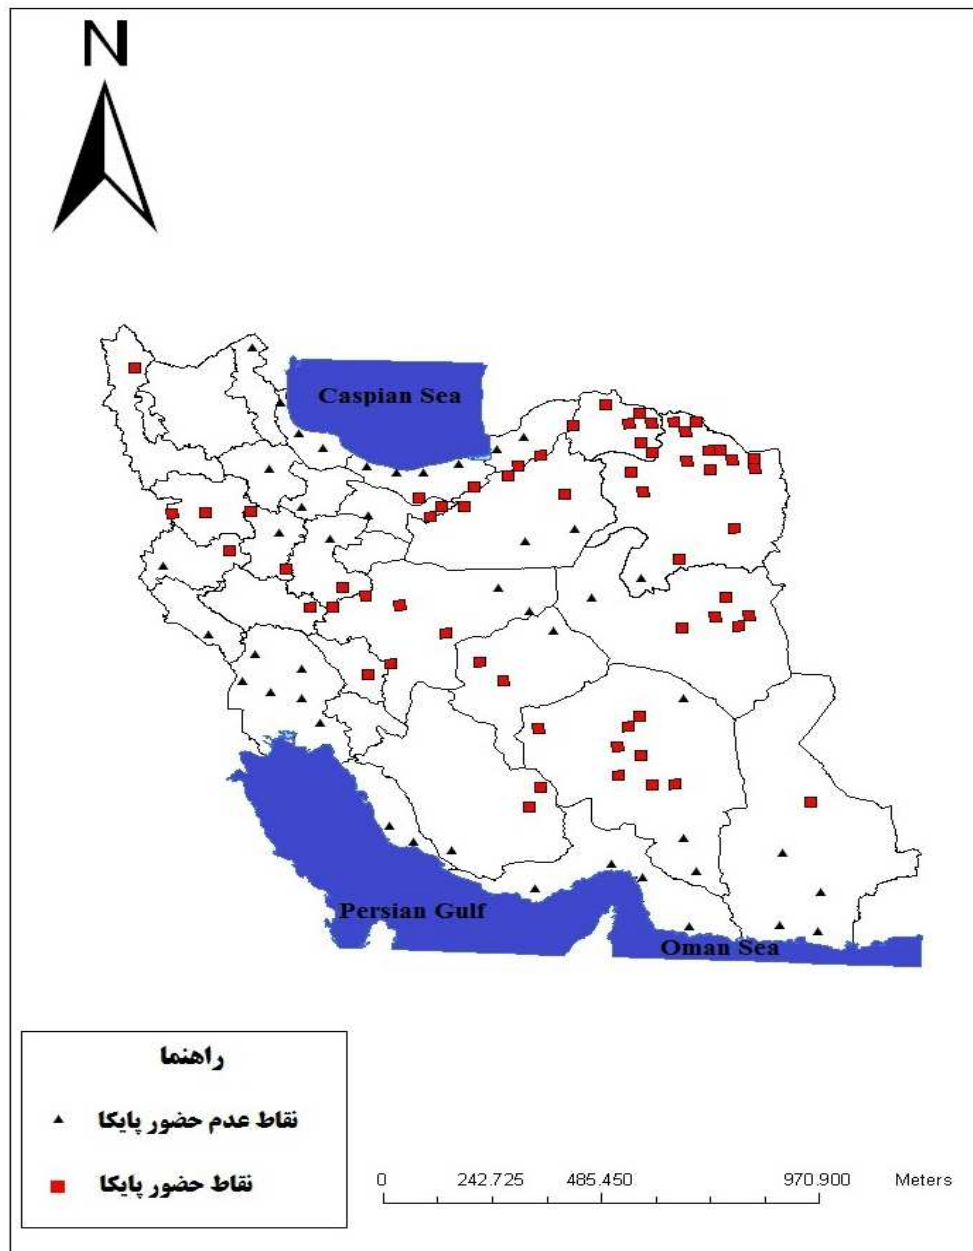 N
Caspian Sea
Persian Gulf
Oman Sea
راهنما
نقاط عدم حضور پایکا
نقاط حضور پایکا
0 242.725 485.450 970.900 Meters